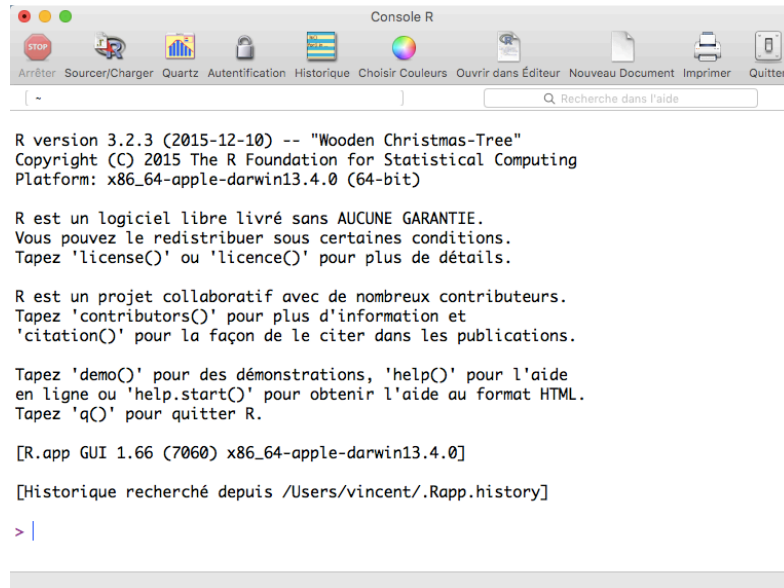 Console R
STOP
Arrêter Sourcer/Charger Quartz Autentification Historique Choisir Couleurs Ouvrir dans Éditeur Nouveau Document Imprimer Quitter
~
Recherche dans l'aide
R version 3.2.3 (2015-12-10) -- "Wooden Christmas-Tree"
Copyright (C) 2015 The R Foundation for Statistical Computing
Platform: x86_64-apple-darwin13.4.0 (64-bit)
R est un logiciel libre livré sans AUCUNE GARANTIE.
Vous pouvez le redistribuer sous certaines conditions.
Tapez 'license()' ou 'licence()' pour plus de détails.
R est un projet collaboratif avec de nombreux contributeurs.
Tapez 'contributors()' pour plus d'information et
'citation()' pour la façon de le citer dans les publications.
Tapez 'demo()' pour des démonstrations, 'help()' pour l'aide
en ligne ou 'help.start()' pour obtenir l'aide au format HTML.
Tapez 'q()' pour quitter R.
[R.app GUI 1.66 (7060) x86_64-apple-darwin13.4.0]
[Historique recherché depuis /Users/vincent/.Rapp.history]
>